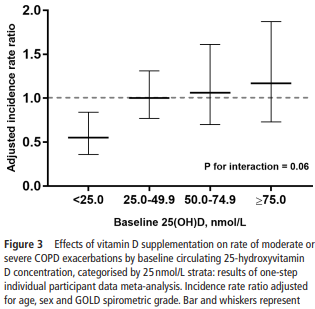 2.0
1.5
1.0
0.5
0.0
Adjusted incidence rate ratio
P for interaction = 0.06
<25.0 25.0-49.9 50.0-74.9 ≥75.0
Baseline 25(OH)D, nmol/L
Figure 3 Effects of vitamin D supplementation on rate of moderate or
severe COPD exacerbations by baseline circulating 25-hydroxyvitamin
D concentration, categorised by 25 nmol/L strata: results of one-step
individual participant data meta-analysis. Incidence rate ratio adjusted
for age, sex and GOLD spirometric grade. Bar and whiskers represent